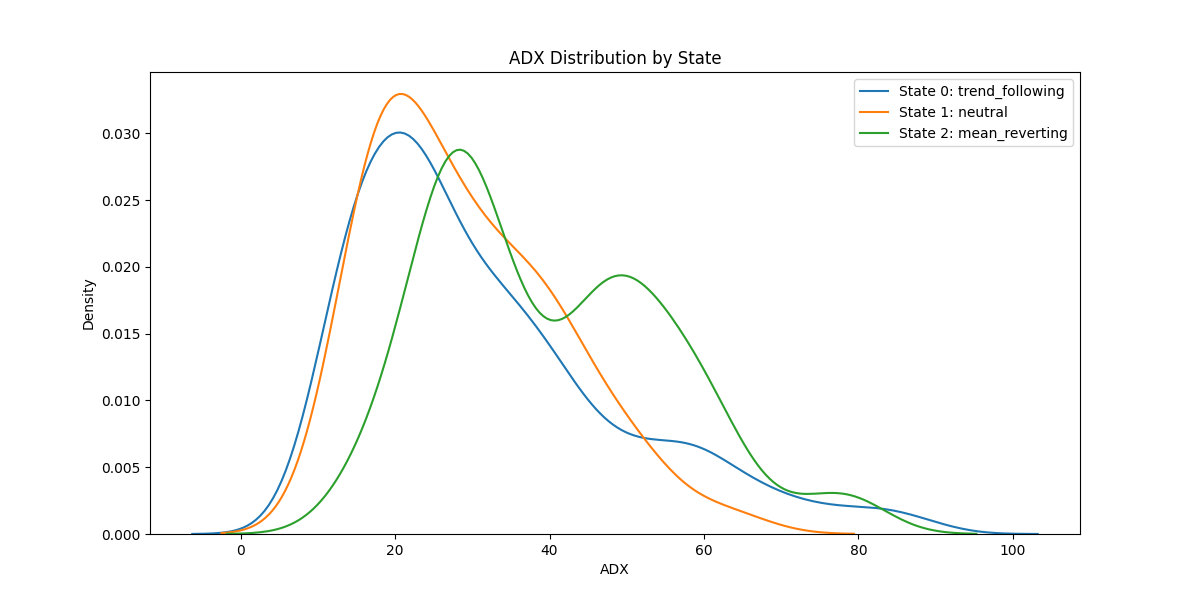 ADX Distribution by State
State 0: trend_following
State 1: neutral
State 2: mean_reverting
Density
0.030
0.025
0.020
0.015
0.010
0.005
0.000
0 20 40 60 80 100
ADX